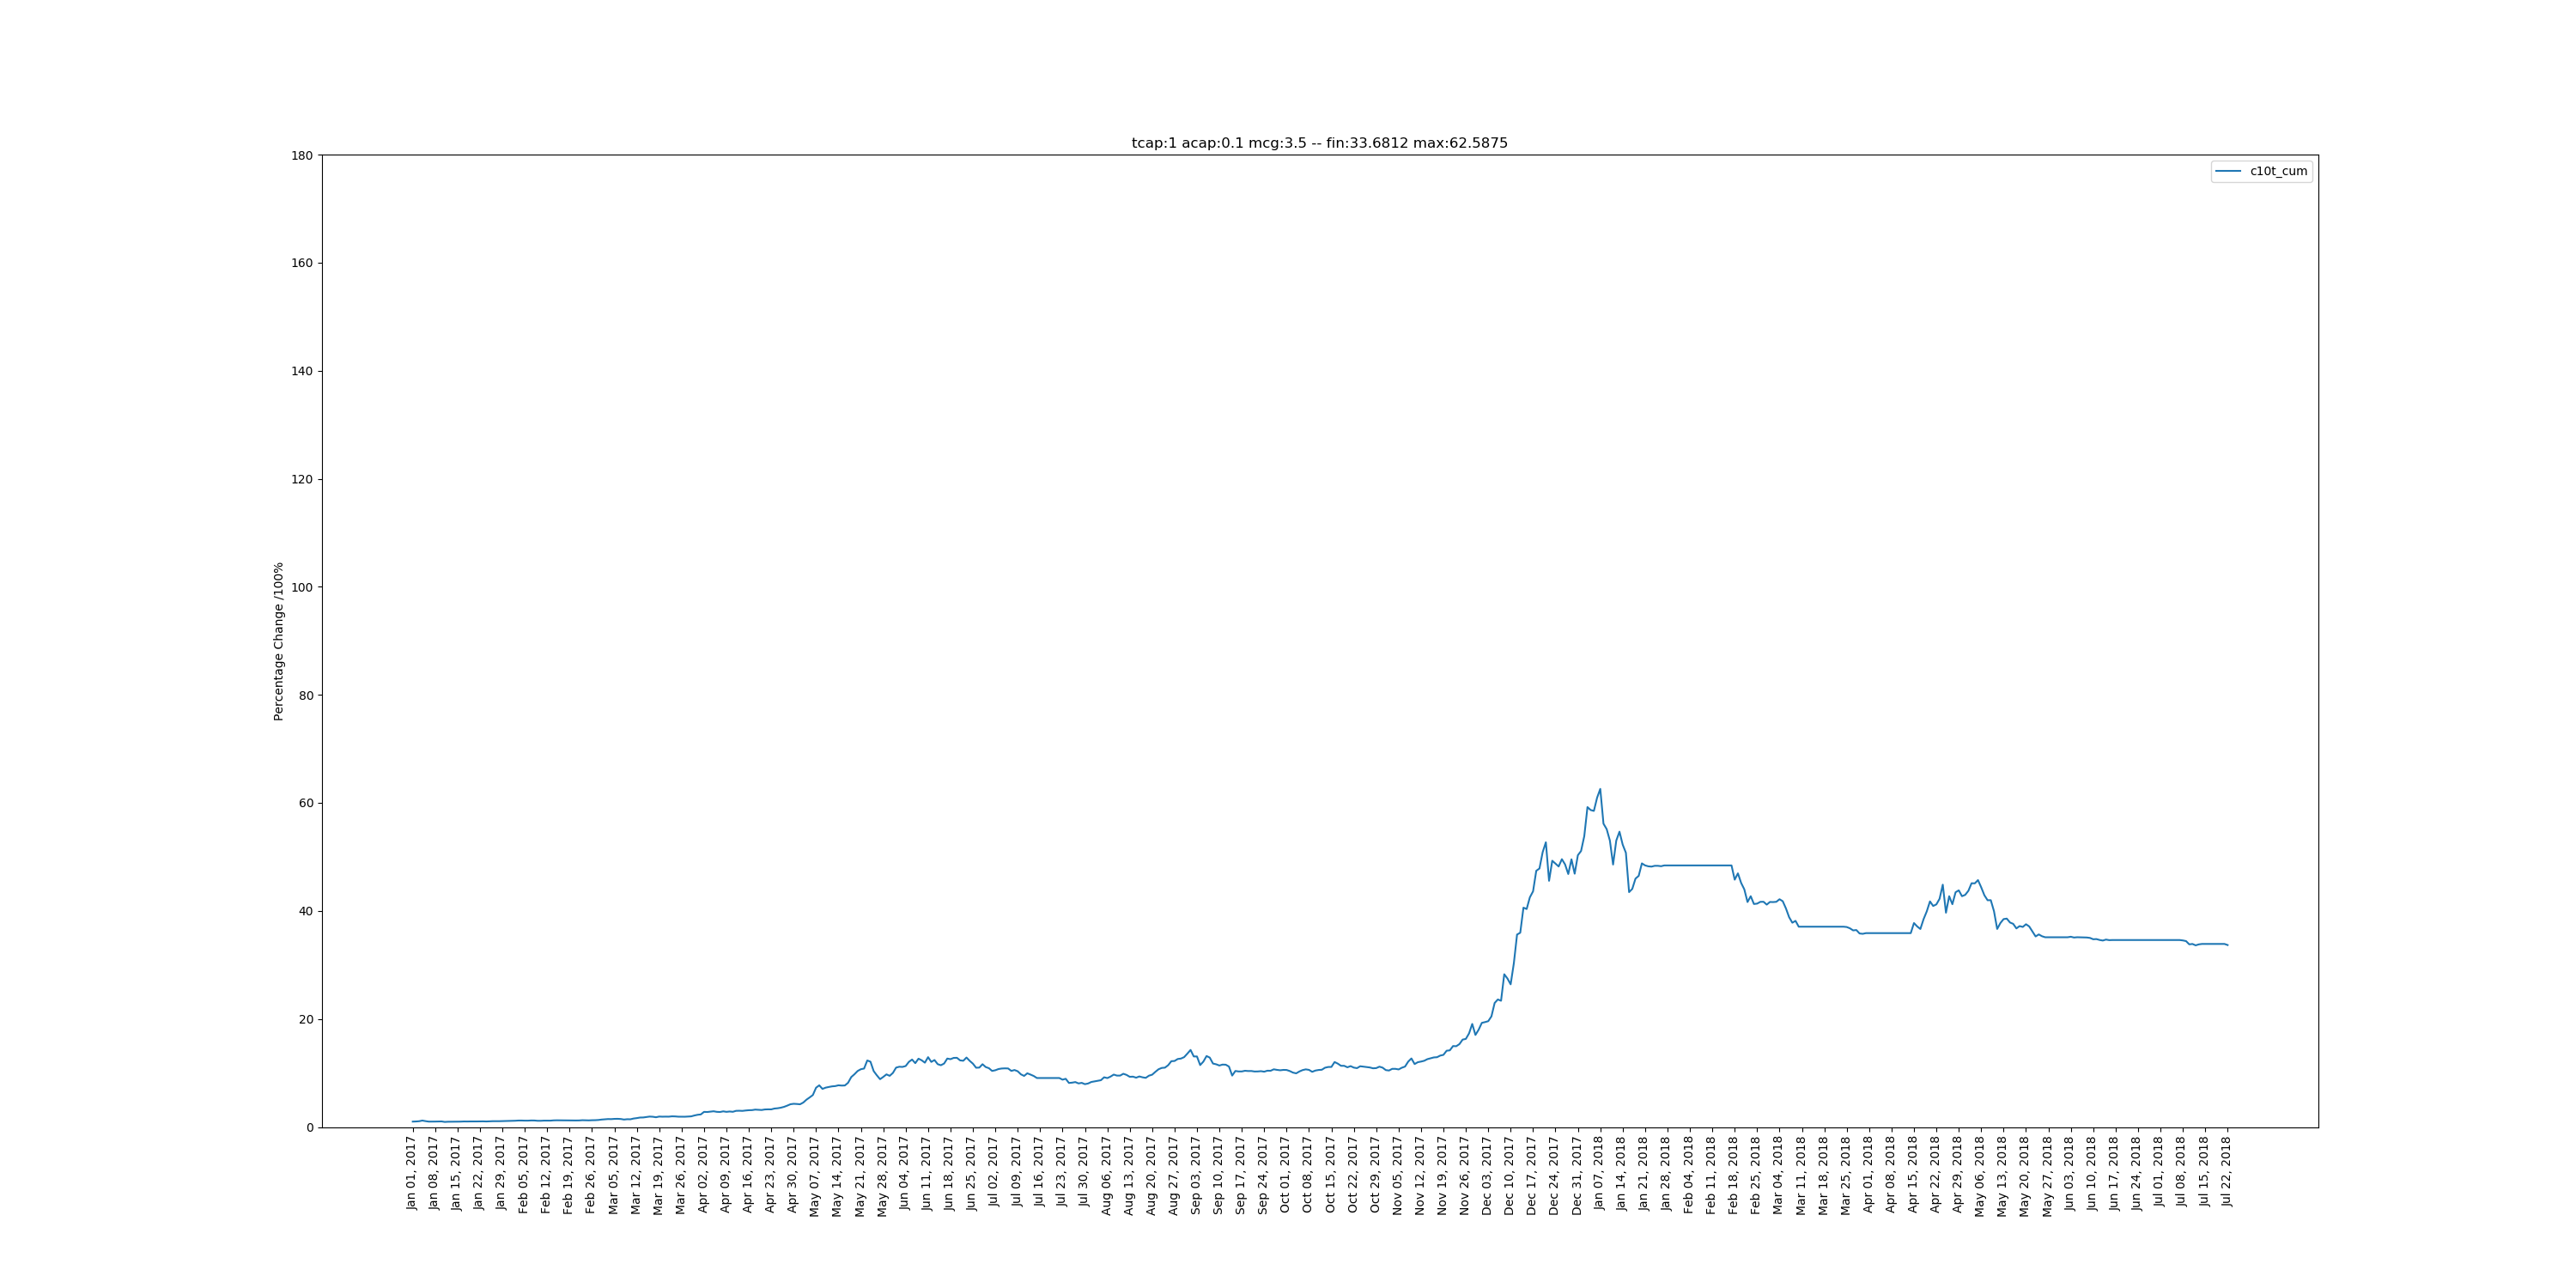 tcap:1 acap:0.1 mcg:3.5 -- fin:33.6812 max:62.5875
c10t_cum
Percentage Change /100%
180
160
140
120
100
80
60
40
20
0
Jan 01, 2017
Jan 08, 2017
Jan 15, 2017
Jan 22, 2017
Jan 29, 2017
Feb 05, 2017
Feb 12, 2017
Feb 19, 2017
Feb 26, 2017
Mar 05, 2017
Mar 12, 2017
Mar 19, 2017
Mar 26, 2017
Apr 02, 2017
Apr 09, 2017
Apr 16, 2017
Apr 23, 2017
Apr 30, 2017
May 07, 2017
May 14, 2017
May 21, 2017
May 28, 2017
Jun 04, 2017
Jun 11, 2017
Jun 18, 2017
Jun 25, 2017
Jul 02, 2017
Jul 09, 2017
Jul 16, 2017
Jul 23, 2017
Jul 30, 2017
Aug 06, 2017
Aug 13, 2017
Aug 20, 2017
Aug 27, 2017
Sep 03, 2017
Sep 10, 2017
Sep 17, 2017
Sep 24, 2017
Oct 01, 2017
Oct 08, 2017
Oct 15, 2017
Oct 22, 2017
Oct 29, 2017
Nov 05, 2017
Nov 12, 2017
Nov 19, 2017
Nov 26, 2017
Dec 03, 2017
Dec 10, 2017
Dec 17, 2017
Dec 24, 2017
Dec 31, 2017
Jan 07, 2018
Jan 14, 2018
Jan 21, 2018
Jan 28, 2018
Feb 04, 2018
Feb 11, 2018
Feb 18, 2018
Feb 25, 2018
Mar 04, 2018
Mar 11, 2018
Mar 18, 2018
Mar 25, 2018
Apr 01, 2018
Apr 08, 2018
Apr 15, 2018
Apr 22, 2018
Apr 29, 2018
May 06, 2018
May 13, 2018
May 20, 2018
May 27, 2018
Jun 03, 2018
Jun 10, 2018
Jun 17, 2018
Jun 24, 2018
Jul 01, 2018
Jul 08, 2018
Jul 15, 2018
Jul 22, 2018